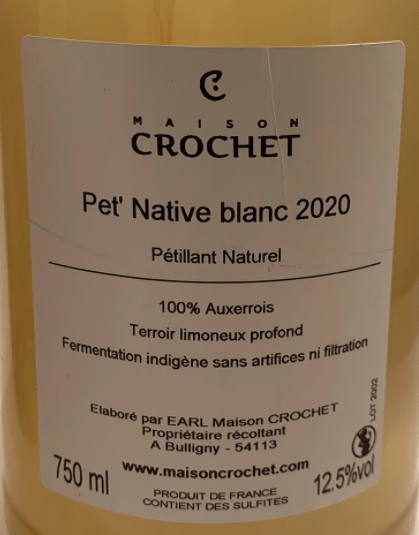 MAISON
CROCHET
Pet' Native blanc 2020
Pétillant Naturel
100% Auxerrois
Terroir limoneux profond
Fermentation indigène sans artifices ni filtration
Elaboré par EARL Maison CROCHET
Propriétaire récoltant
A Bulligny - 54113
www.maisoncrochet.com
750 ml
PRODUIT DE FRANCE
CONTIENT DES SULFITES
12.5%vol
LOT 2002